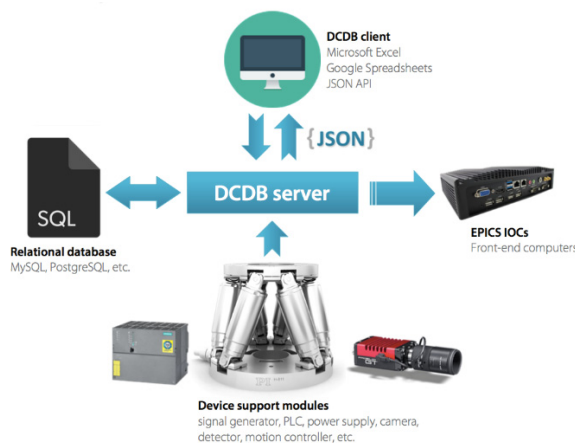 DCDB client
Microsoft Excel
Google Spreadsheets
JSON API
{JSON}
DCDB server
SQL
Relational database
MySQL, PostgreSQL, etc.
EPICS IOCs
Front-end computers
Device support modules
signal generator, PLC, power supply, camera,
detector, motion controller, etc.